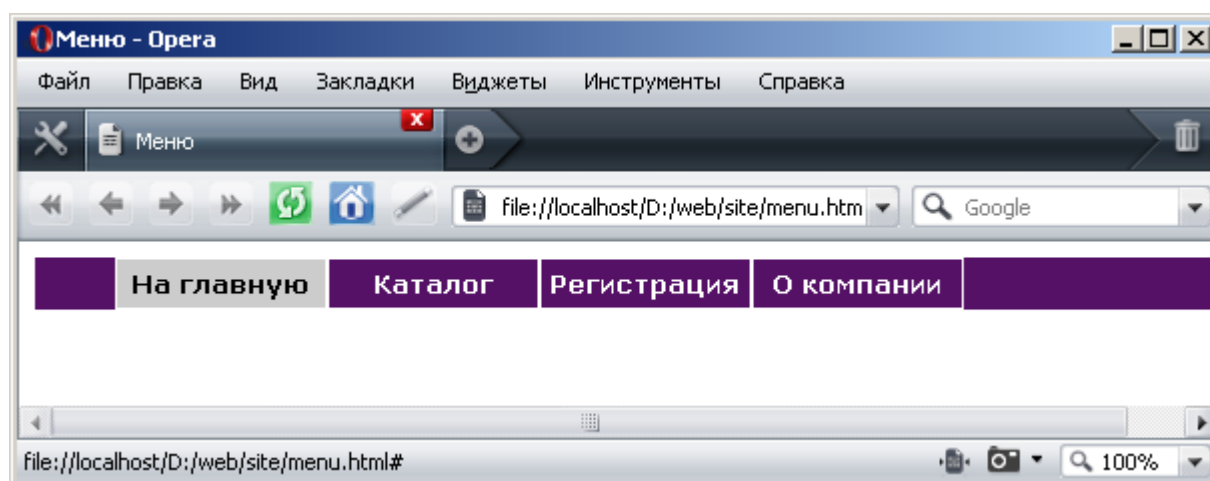 Меню - Opera
Файл Правка Вид Закладки Виджеты Инструменты Справка
Меню
file://localhost/D:/web/site/menu.htm Google
На главную Каталог Регистрация О компании
file://localhost/D:/web/site/menu.html# 100%